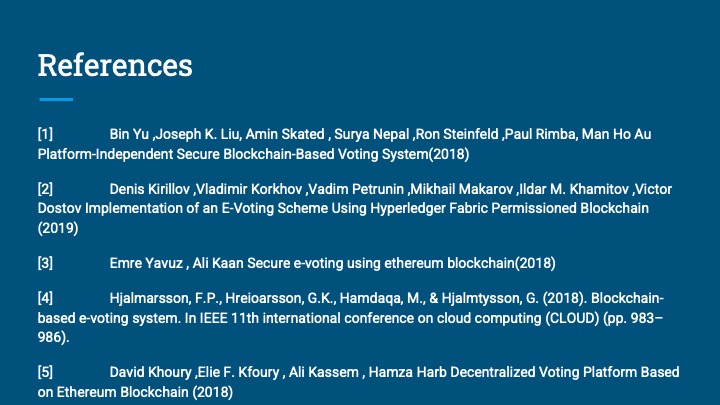 References
[1] Bin Yu ,Joseph K. Liu, Amin Skated , Surya Nepal ,Ron Steinfeld ,Paul Rimba, Man Ho Au
Platform-Independent Secure Blockchain-Based Voting System(2018)
[2] Denis Kirillov ,Vladimir Korkhov ,Vadim Petrunin ,Mikhail Makarov ,Ildar M. Khamitov ,Victor
Dostov Implementation of an E-Voting Scheme Using Hyperledger Fabric Permissioned Blockchain
(2019)
[3] Emre Yavuz , Ali Kaan Secure e-voting using ethereum blockchain(2018)
[4] Hjalmarsson, F.P., Hreioarsson, G.K., Hamdaqa, M., & Hjalmtysson, G. (2018). Blockchain-
based e-voting system. In IEEE 11th international conference on cloud computing (CLOUD) (pp. 983–
986).
[5] David Khoury ,Elie F. Kfoury , Ali Kassem , Hamza Harb Decentralized Voting Platform Based
on Ethereum Blockchain (2018)